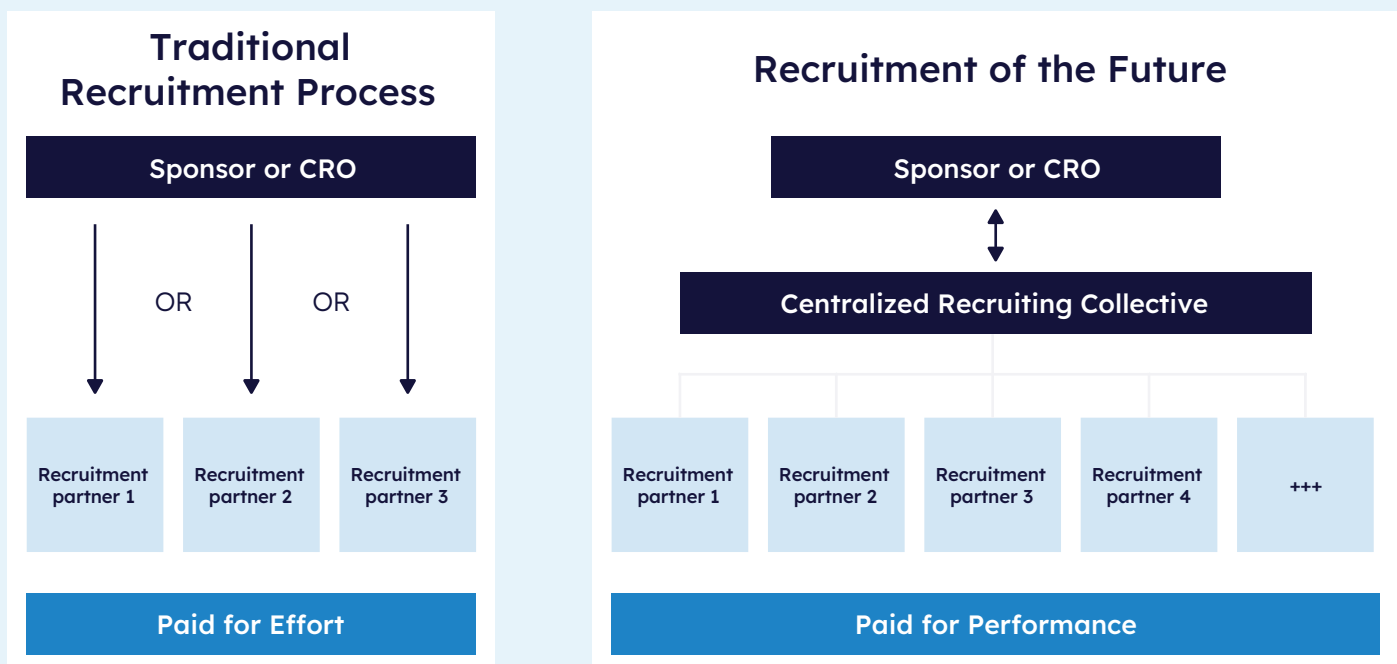 Traditional
Recruitment Process
Sponsor or CRO
OR
OR
Recruitment
partner 1
Recruitment
partner 2
Recruitment
partner 3
Paid for Effort
Recruitment of the Future
Sponsor or CRO
Centralized Recruiting Collective
Recruitment
partner 1
Recruitment
partner 2
Recruitment
partner 3
Recruitment
partner 4
+++
Paid for Performance